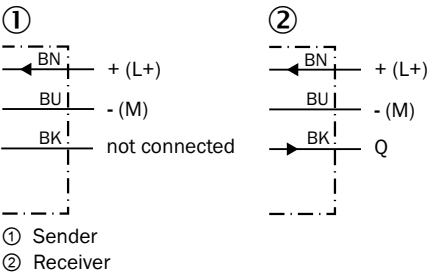 ① ②
BN + (L+) BN + (L+)
BU - (M) BU - (M)
BK not connected BK Q
① Sender
② Receiver